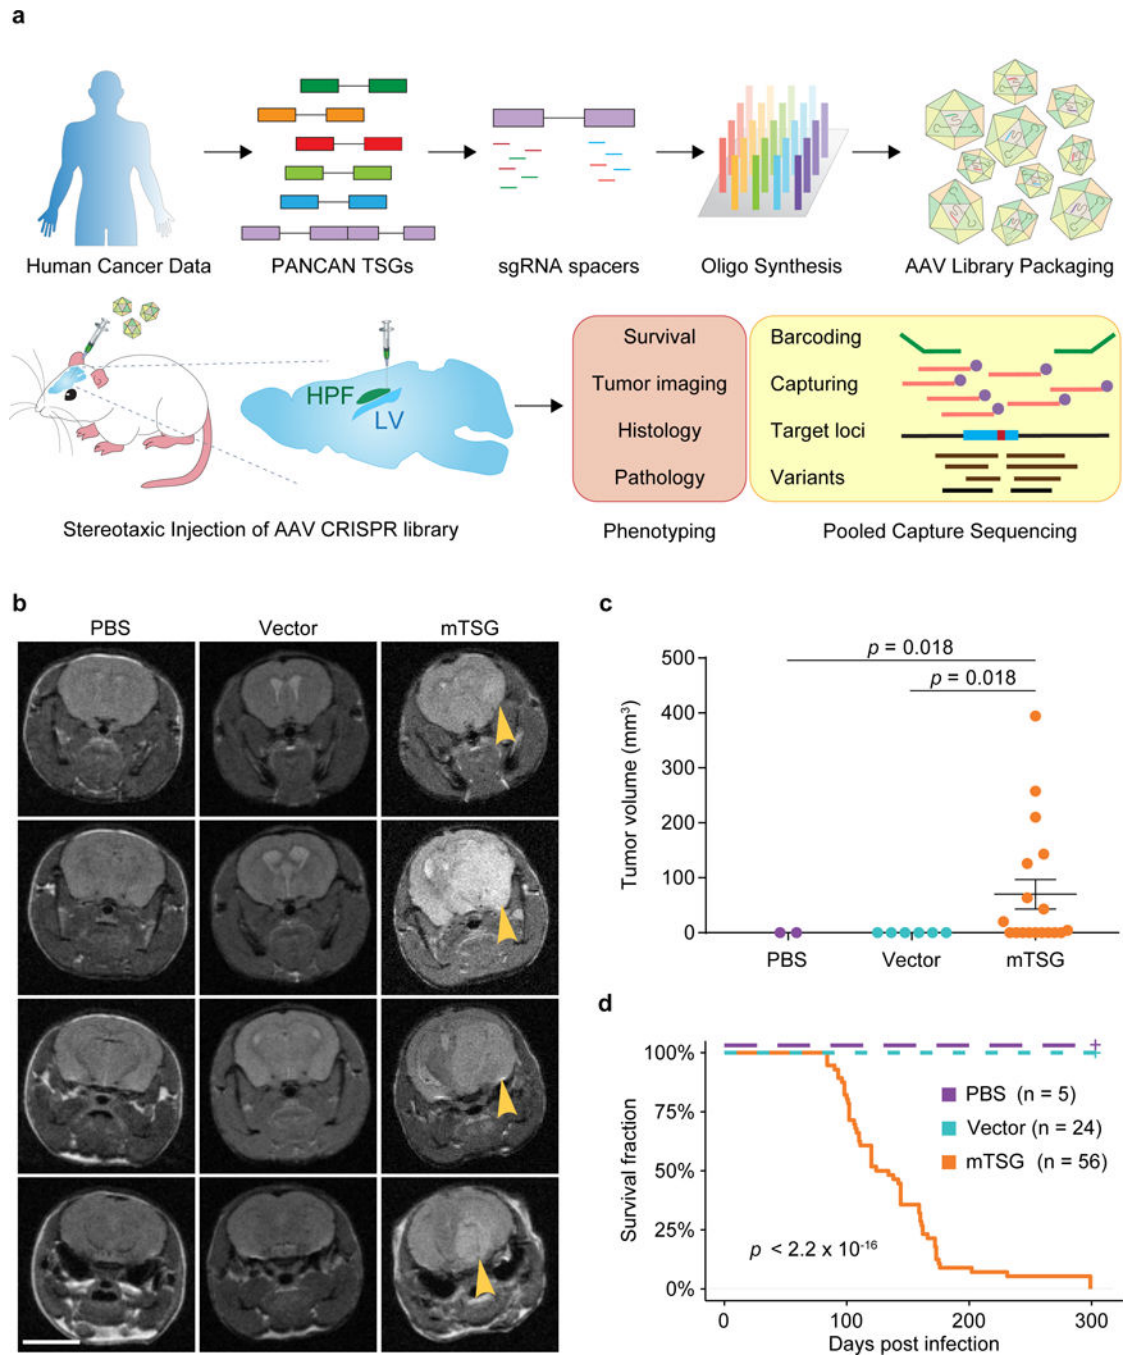 a
Human Cancer Data
PANCAN TSGs
sgRNA spacers
Oligo Synthesis
AAV Library Packaging
HPF
LV
Stereotaxic Injection of AAV CRISPR library
Survival
Tumor imaging
Histology
Pathology
Phenotyping
Barcoding
Capturing
Target loci
Variants
Pooled Capture Sequencing
b
PBS
Vector
mTSG
c
p = 0.018
p = 0.018
Tumor volume (mm³)
500
400
300
200
100
0
PBS
Vector
mTSG
d
Survival fraction
100%
75%
50%
25%
0%
PBS (n = 5)
Vector (n = 24)
mTSG (n = 56)
p < 2.2 x 10⁻¹⁶
0
100
200
300
Days post infection